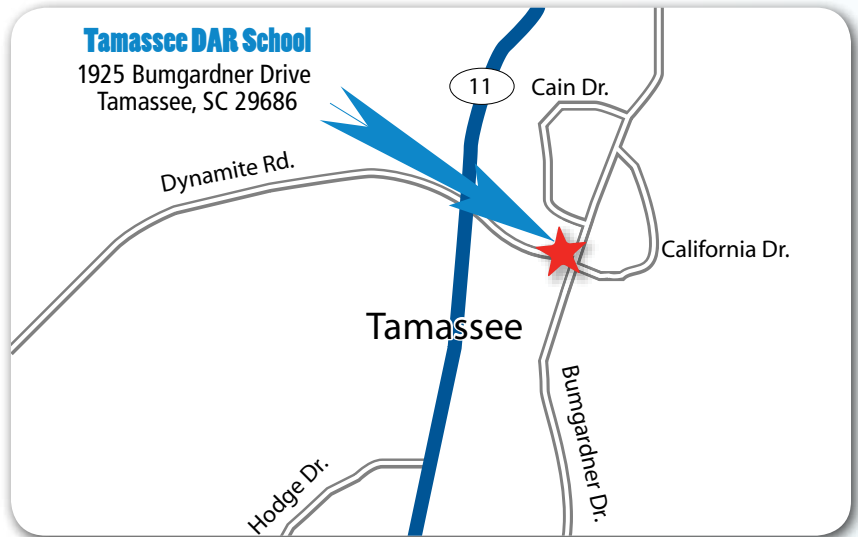 Tamassee DAR School
1925 Bumgardner Drive
Tamassee, SC 29686
11
Cain Dr.
Dynamite Rd.
California Dr.
Tamassee
Bumgardner Dr.
Hodge Dr.